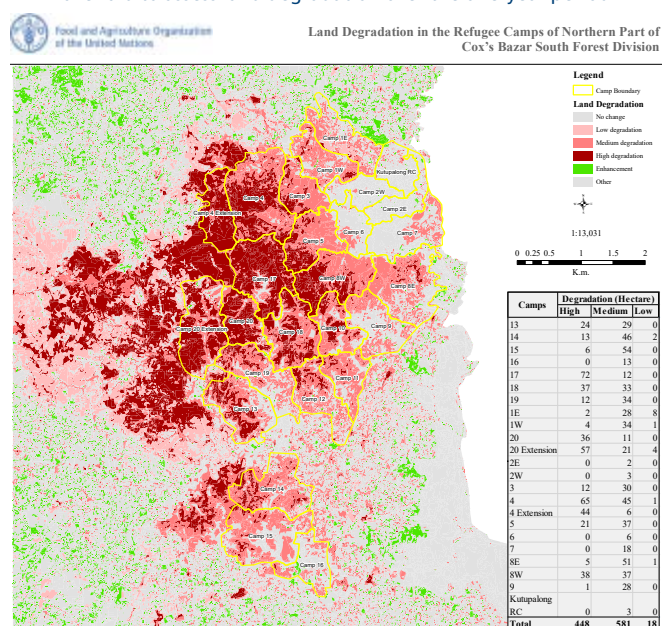 Food and Agriculture Organization
of the United Nations
Land Degradation in the Refugee Camps of Northern Part of
Cox's Bazar South Forest Division
Camp 1E
Camp 1W
Kutupalong RC
Camp 2W
Camp 3
Camp 4
Camp 2E
Camp 4 Extension
Camp 6
Camp 7
Camp 5
Camp 17
Camp 8W
Camp 8E
Camp 20
Camp 9
Camp 20 Extension
Camp 18
Camp 19
Camp 11
Camp 12
Camp 13
Camp 14
Camp 15
Camp 16
Legend
Camp Boundary
Land Degradation
No change
Low degradation
Medium degradation
High degradation
Enhancement
Other
1:13,031
0 0.25 0.5 1 1.5 2
K.m.
Camps Degradation (Hectare)
High Medium Low
13 24 29 0
14 13 46 2
15 6 54 0
16 0 13 0
17 72 12 0
18 37 33 0
19 12 34 0
1E 2 28 8
1W 4 34 1
20 36 11 0
20 Extension 57 21 4
2E 0 2 0
2W 0 3 0
3 12 30 0
4 65 45 1
4 Extension 44 6 0
5 21 37 0
6 0 6 0
7 0 18 0
8E 5 51 1
8W 38 37
9 1 28 0
Kutupalong
RC 0 3 0
Total 448 581 18